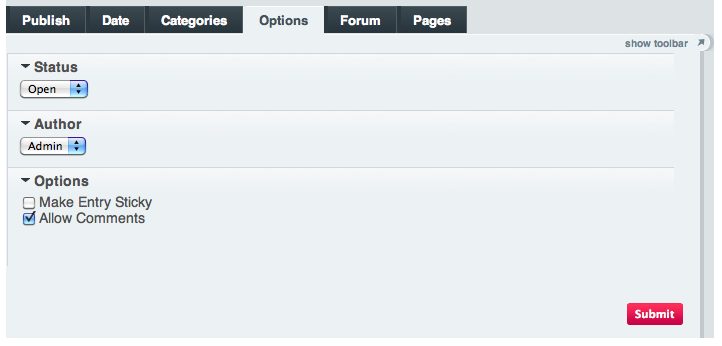 Publish Date Categories Options Forum Pages
show toolbar
Status
Open
Author
Admin
Options
Make Entry Sticky
Allow Comments
Submit